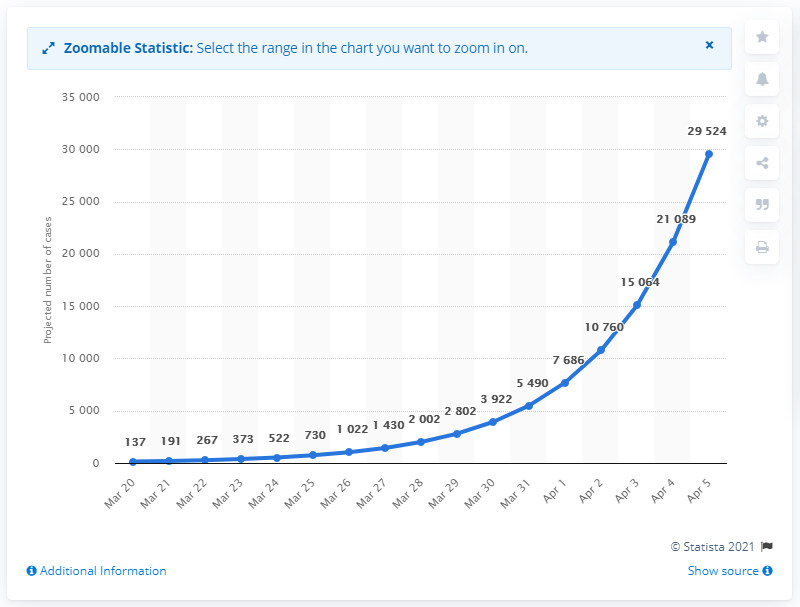 Zoomable Statistic: Select the range in the chart you want to zoom in on.
×
35 000
30 000
25 000
20 000
15 000
10 000
5 000
0
Projected number of cases
137
191
267
373
522
730
1 022
1 430
2 002
2 802
3 922
5 490
7 686
10 760
15 064
21 089
29 524
Mar 20
Mar 21
Mar 22
Mar 23
Mar 24
Mar 25
Mar 26
Mar 27
Mar 28
Mar 29
Mar 30
Mar 31
Apr 1
Apr 2
Apr 3
Apr 4
Apr 5
© Statista 2021
Additional Information
Show source